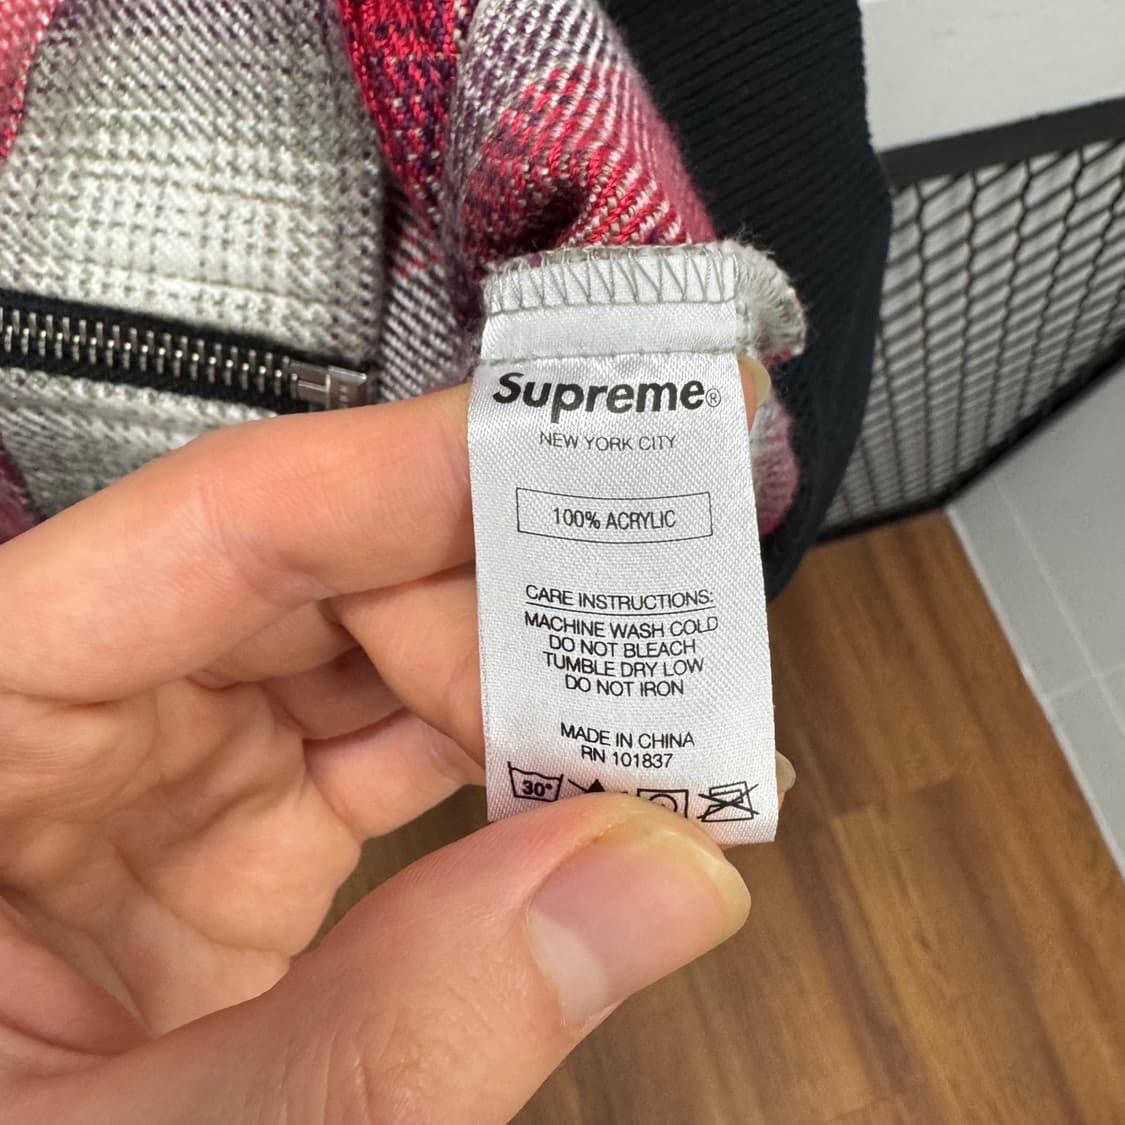 Supreme®
NEW YORK CITY
100% ACRYLIC
CARE INSTRUCTIONS:
MACHINE WASH COLD
DO NOT BLEACH
TUMBLE DRY LOW
DO NOT IRON
MADE IN CHINA
RN 101837
30°